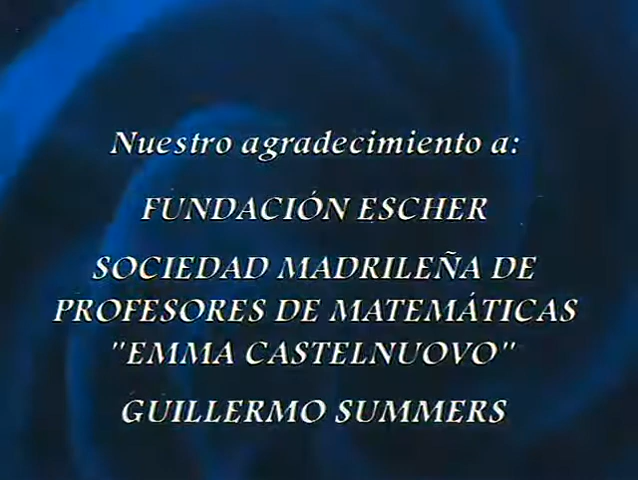 Nuestro agradecimiento a:
FUNDACIÓN ESCHER
SOCIEDAD MADRILEÑA DE
PROFESORES DE MATEMÁTICAS
"EMMA CASTELNUOVO"
GUILLERMO SUMMERS